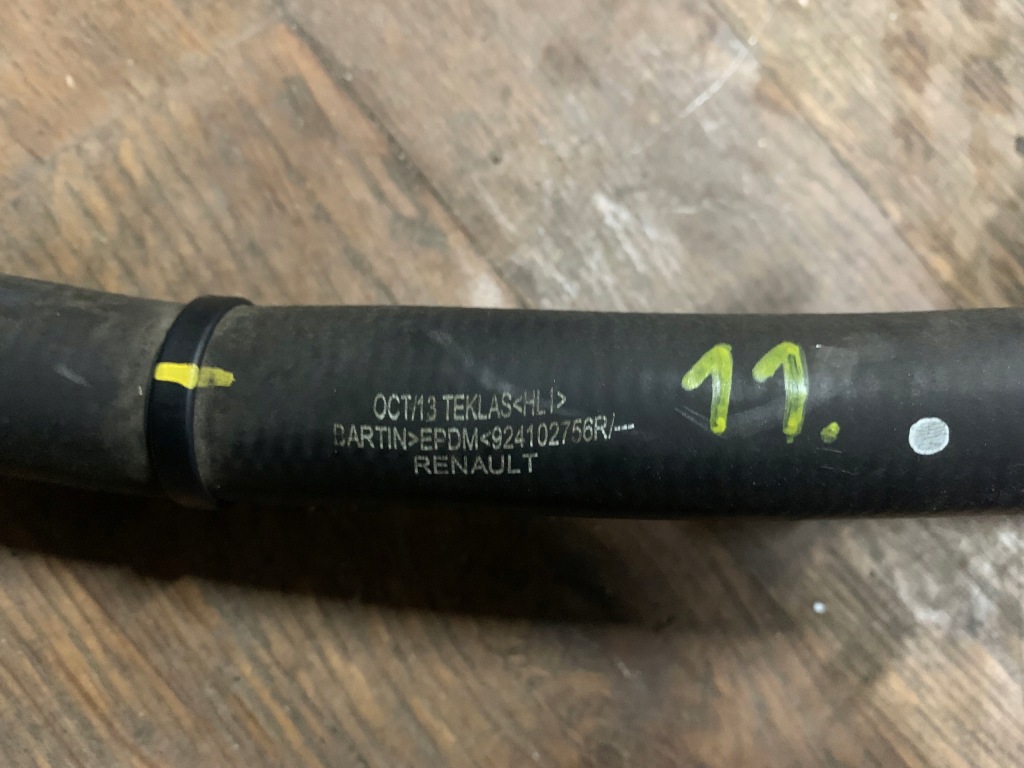 OCT/13 TEKLAS<HL1>
BARTIN>EPDM<924102756R/---
RENAULT
11.